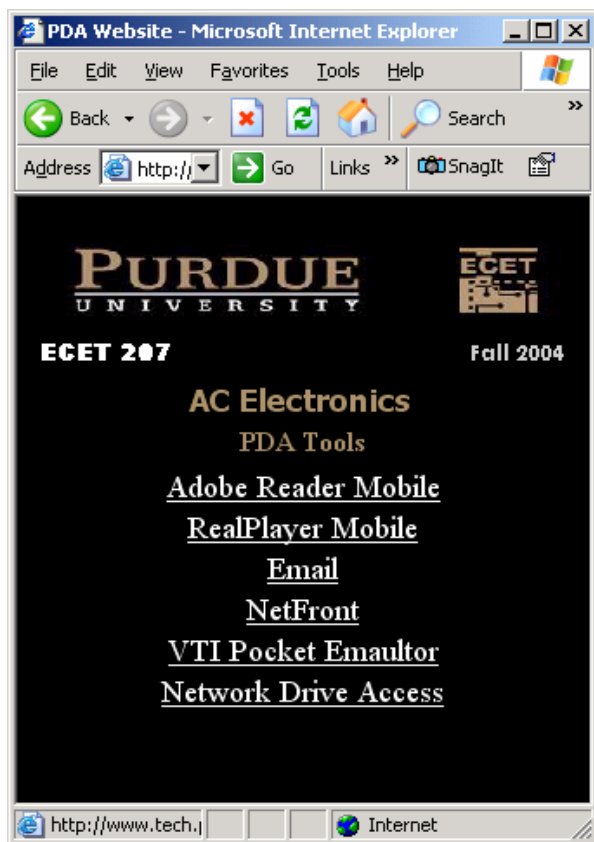 PDA Website - Microsoft Internet Explorer
File Edit View Favorites Tools Help
Back Search »
Address http:// Go Links » SnagIt
PURDUE
UNIVERSITY
ECET
ECET 207 Fall 2004
AC Electronics
PDA Tools
Adobe Reader Mobile
RealPlayer Mobile
Email
NetFront
VTI Pocket Emaultor
Network Drive Access
http://www.tech.p Internet